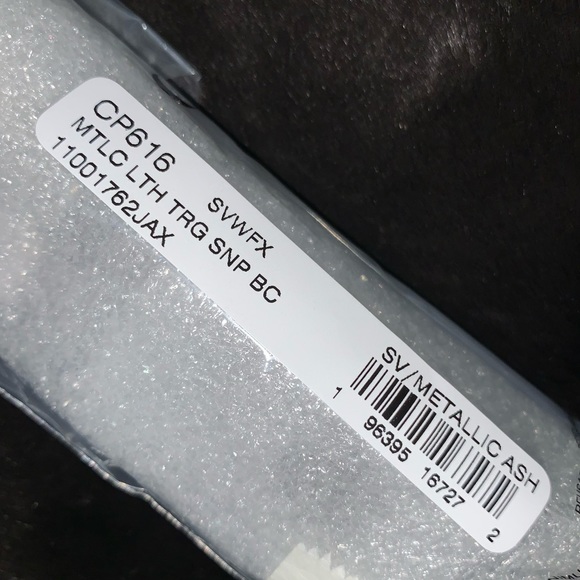 CP616 SVWFX
MTLC LTH TRG SNP BC
11001762JAX
SV/METALLIC ASH
1 96395 16727 2